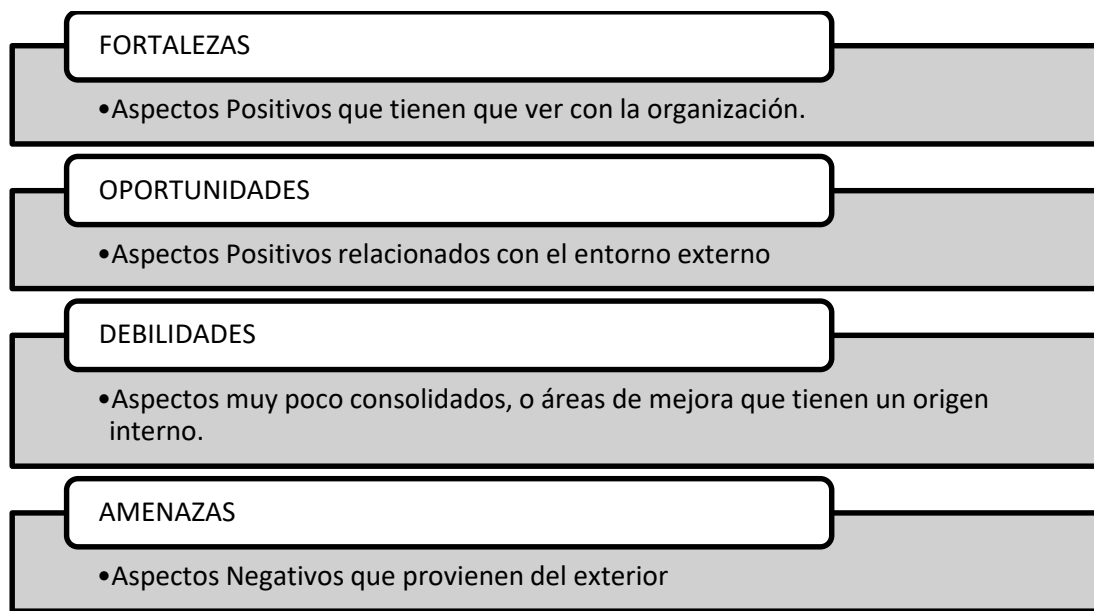 FORTALEZAS
•Aspectos Positivos que tienen que ver con la organización.
OPORTUNIDADES
•Aspectos Positivos relacionados con el entorno externo
DEBILIDADES
•Aspectos muy poco consolidados, o áreas de mejora que tienen un origen
interno.
AMENAZAS
•Aspectos Negativos que provienen del exterior